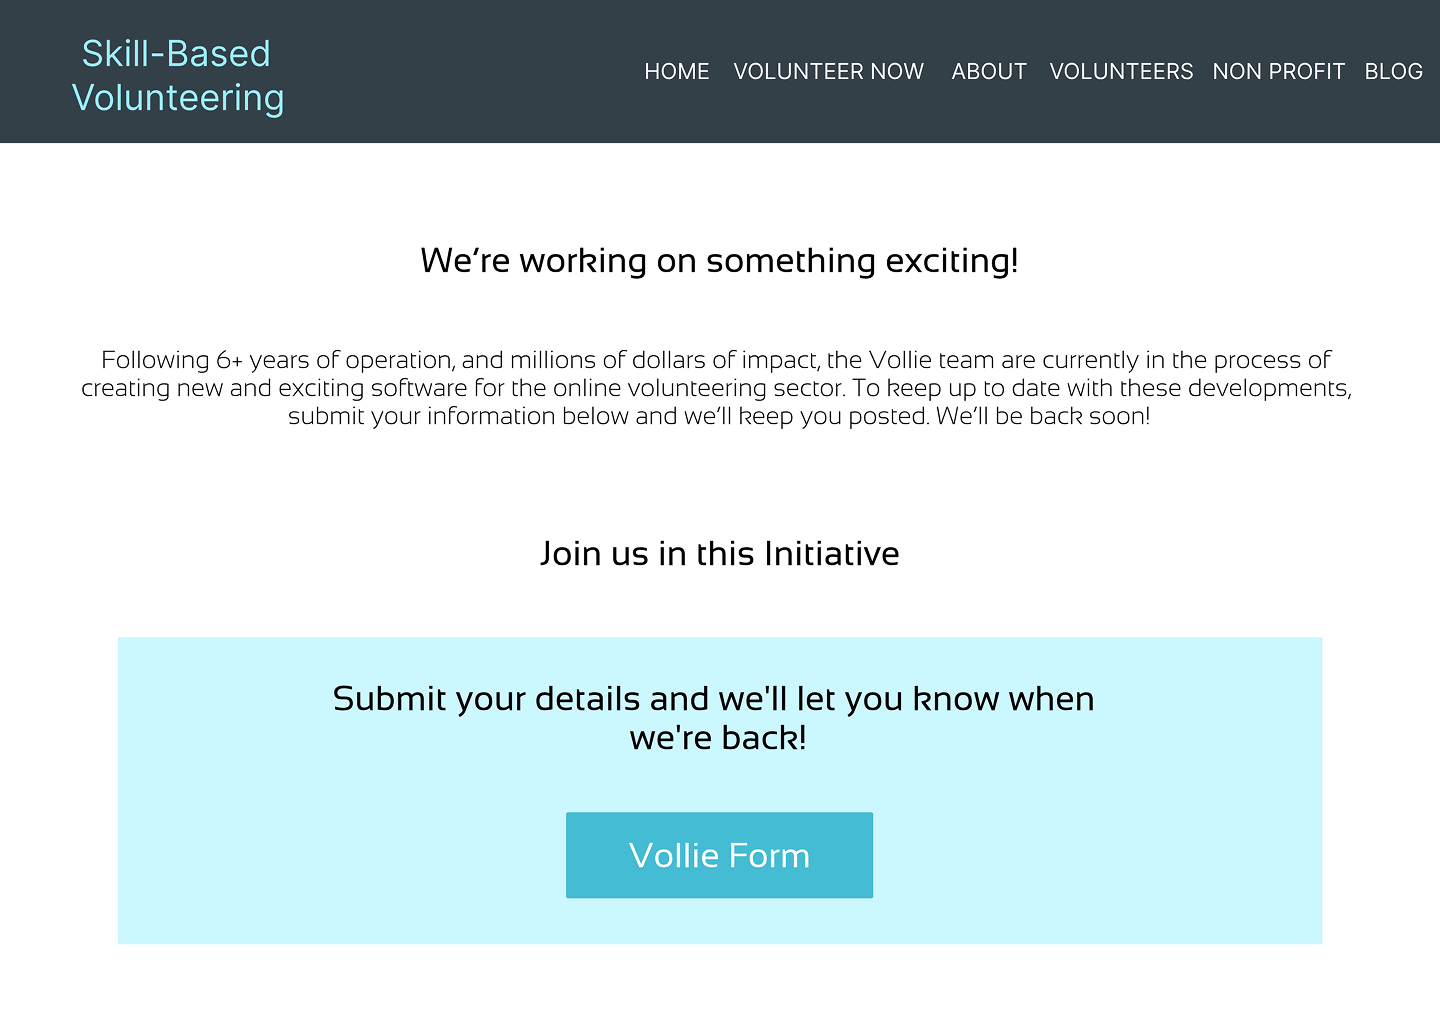 Skill-Based
Volunteering
HOME VOLUNTEER NOW ABOUT VOLUNTEERS NON PROFIT BLOG
We’re working on something exciting!
Following 6+ years of operation, and millions of dollars of impact, the Vollie team are currently in the process of
creating new and exciting software for the online volunteering sector. To keep up to date with these developments,
submit your information below and we’ll keep you posted. We’ll be back soon!
Join us in this Initiative
Submit your details and we'll let you know when
we're back!
Vollie Form